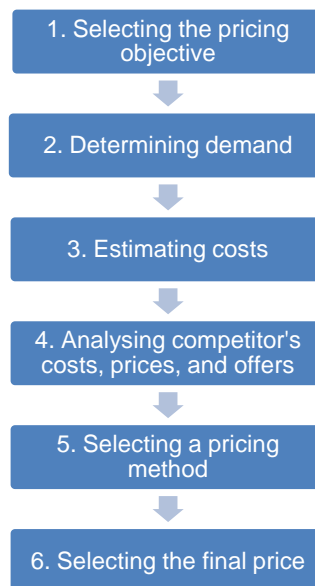 1. Selecting the pricing
objective
2. Determining demand
3. Estimating costs
4. Analysing competitor's
costs, prices, and offers
5. Selecting a pricing
method
6. Selecting the final price